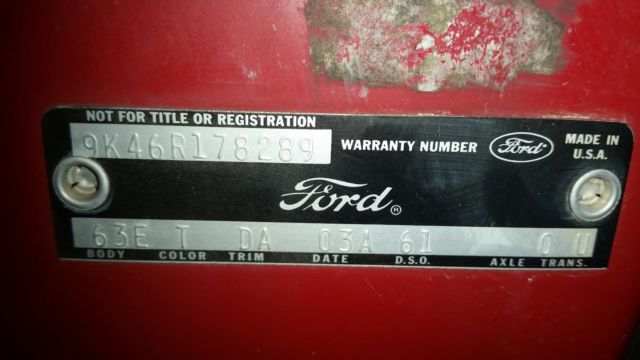 NOT FOR TITLE OR REGISTRATION
9K46R178289 WARRANTY NUMBER Ford MADE IN U.S.A.
Ford ®
63E T DA 03A 61 0 U
BODY COLOR TRIM DATE D.S.O. AXLE TRANS.